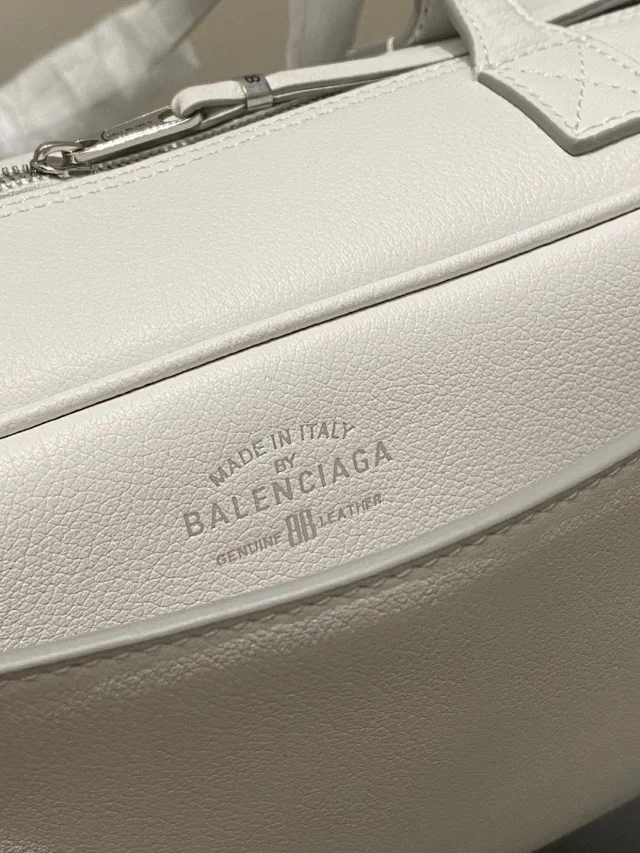 B
MADE IN ITALY
BY
BALENCIAGA
GENUINE BB LEATHER